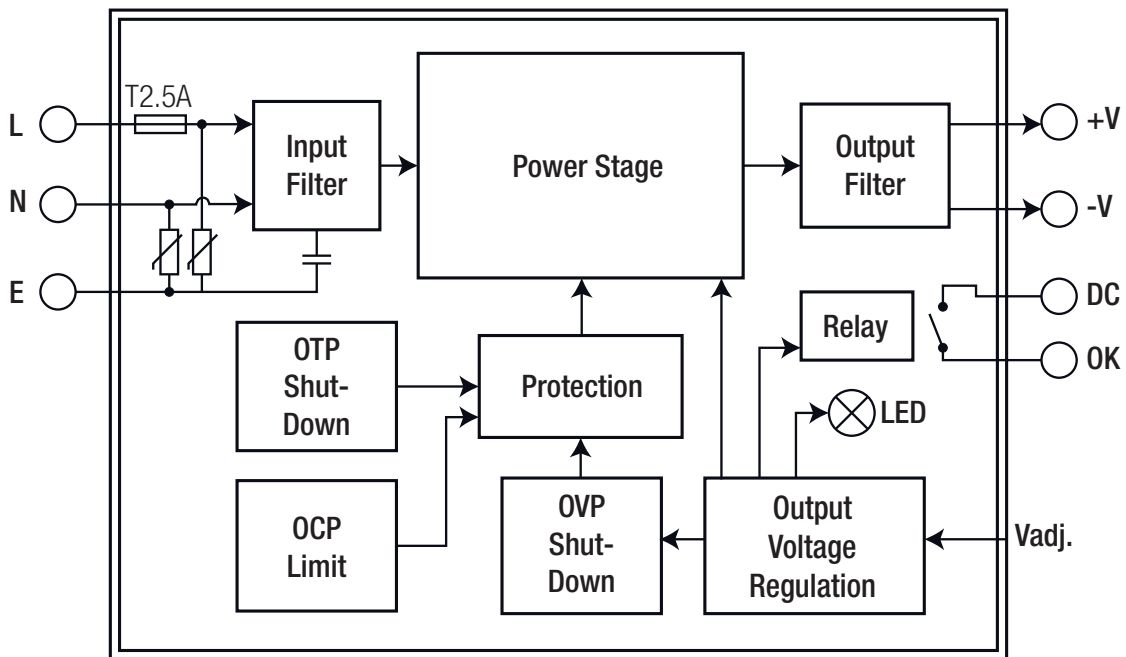 T2.5A
L
N
E
Input
Filter
Power Stage
Output
Filter
+V
-V
DC
OK
Relay
LED
OTP
Shut-
Down
Protection
OCP
Limit
OVP
Shut-
Down
Output
Voltage
Regulation
Vadj.